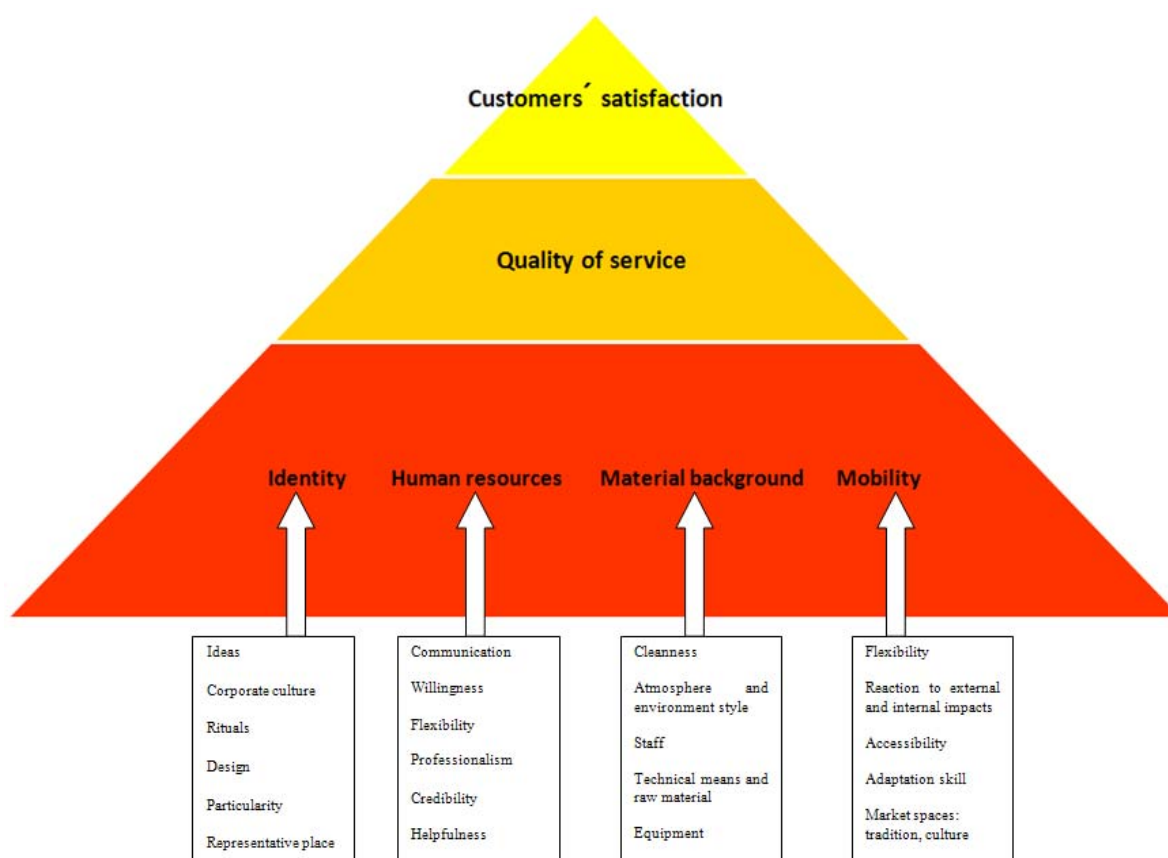 Customers´ satisfaction
Quality of service
Identity
Human resources
Material background
Mobility
Ideas
Corporate culture
Rituals
Design
Particularity
Representative place
Communication
Willingness
Flexibility
Professionalism
Credibility
Helpfulness
Cleanness
Atmosphere and
environment style
Staff
Technical means and
raw material
Equipment
Flexibility
Reaction to external
and internal impacts
Accessibility
Adaptation skill
Market spaces:
tradition, culture